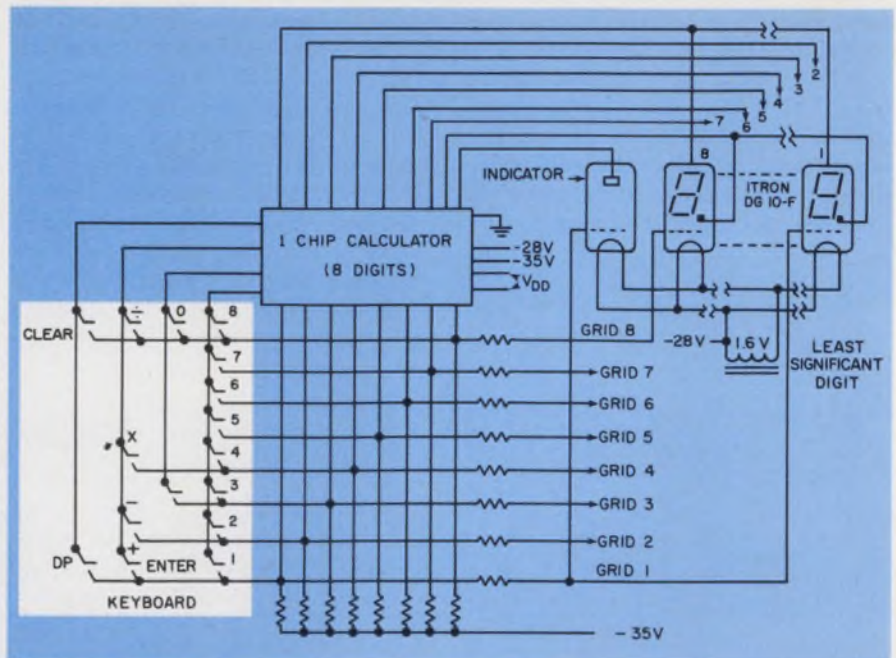 2
3
4
5
6
7
INDICATOR
8
1
ITRON
DG 10-F
1 CHIP CALCULATOR
(8 DIGITS)
-28V
-35V
VDD
CLEAR
÷
0
8
GRID 8
-28V
1.6 V
LEAST
SIGNIFICANT
DIGIT
7
GRID 7
6
GRID 6
5
GRID 5
X
4
GRID 4
3
GRID 3
-
2
GRID 2
DP
+
ENTER
1
GRID 1
KEYBOARD
-35V